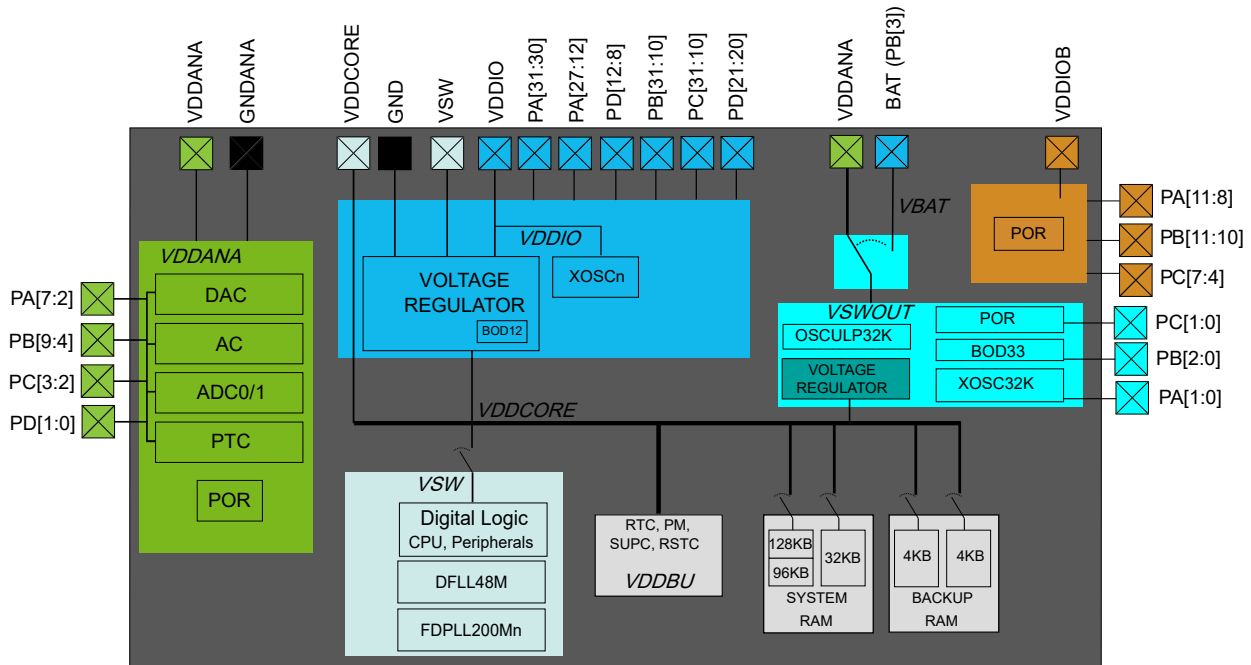 VDDANA
GNDANA
VDDCORE
GND
VSW
VDDIO
PA[31:30]
PA[27:12]
PD[12:8]
PB[31:10]
PC[31:10]
PD[21:20]
VDDANA
BAT (PB[3])
VDDIOB
VDDANA
DAC
AC
ADC0/1
PTC
POR
PA[7:2]
PB[9:4]
PC[3:2]
PD[1:0]
VDDIO
VOLTAGE
REGULATOR
BOD12
XOSCn
VBAT
POR
PA[11:8]
PB[11:10]
PC[7:4]
VSWOUT
OSCULP32K
VOLTAGE
REGULATOR
POR
BOD33
XOSC32K
PC[1:0]
PB[2:0]
PA[1:0]
VDDCORE
VSW
Digital Logic
CPU, Peripherals
DFLL48M
FDPLL200Mn
RTC, PM,
SUPC, RSTC
VDDBU
128KB
96KB
32KB
SYSTEM
RAM
4KB
4KB
BACKUP
RAM